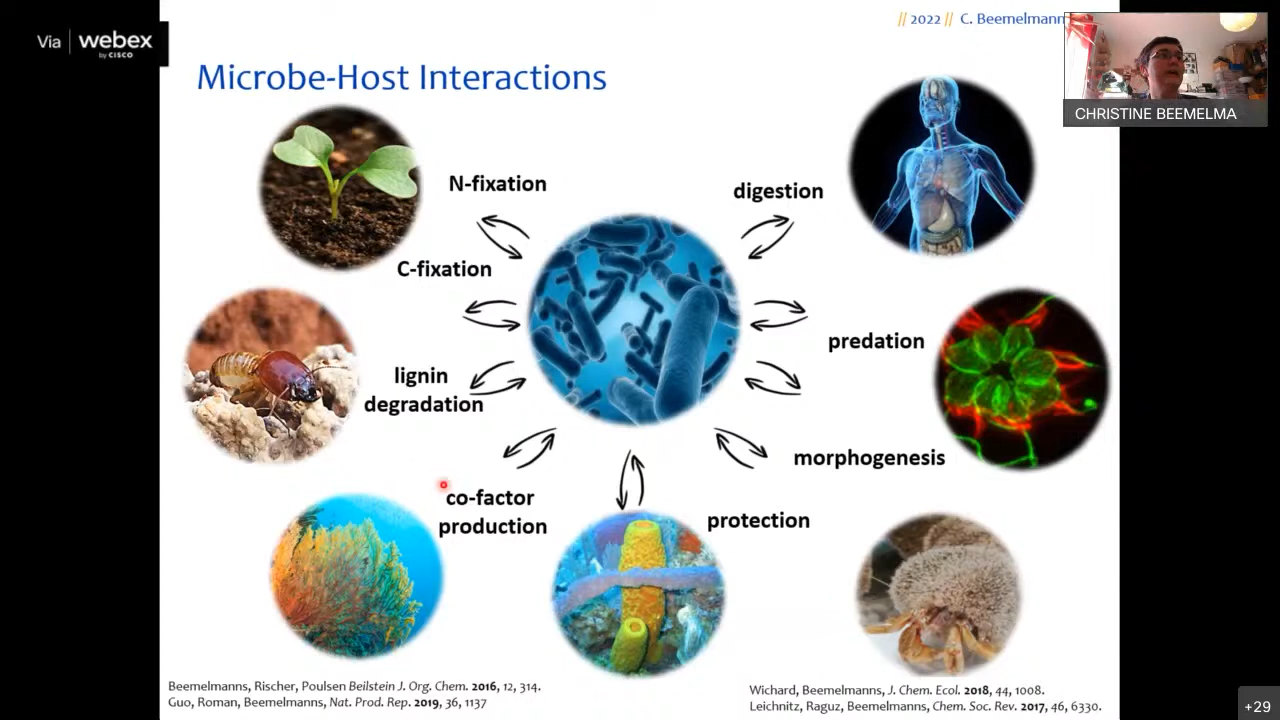 Via | webex
by CISCO
// 2022 // C. Beemelmann
CHRISTINE BEEMELMA
Microbe-Host Interactions
N-fixation
digestion
C-fixation
predation
lignin
degradation
morphogenesis
co-factor
production
protection
Beemelmanns, Rischer, Poulsen Beilstein J. Org. Chem. 2016, 12, 314.
Guo, Roman, Beemelmanns, Nat. Prod. Rep. 2019, 36, 1137
Wichard, Beemelmanns, J. Chem. Ecol. 2018, 44, 1008.
Leichnitz, Raguz, Beemelmanns, Chem. Soc. Rev. 2017, 46, 6330.
+29